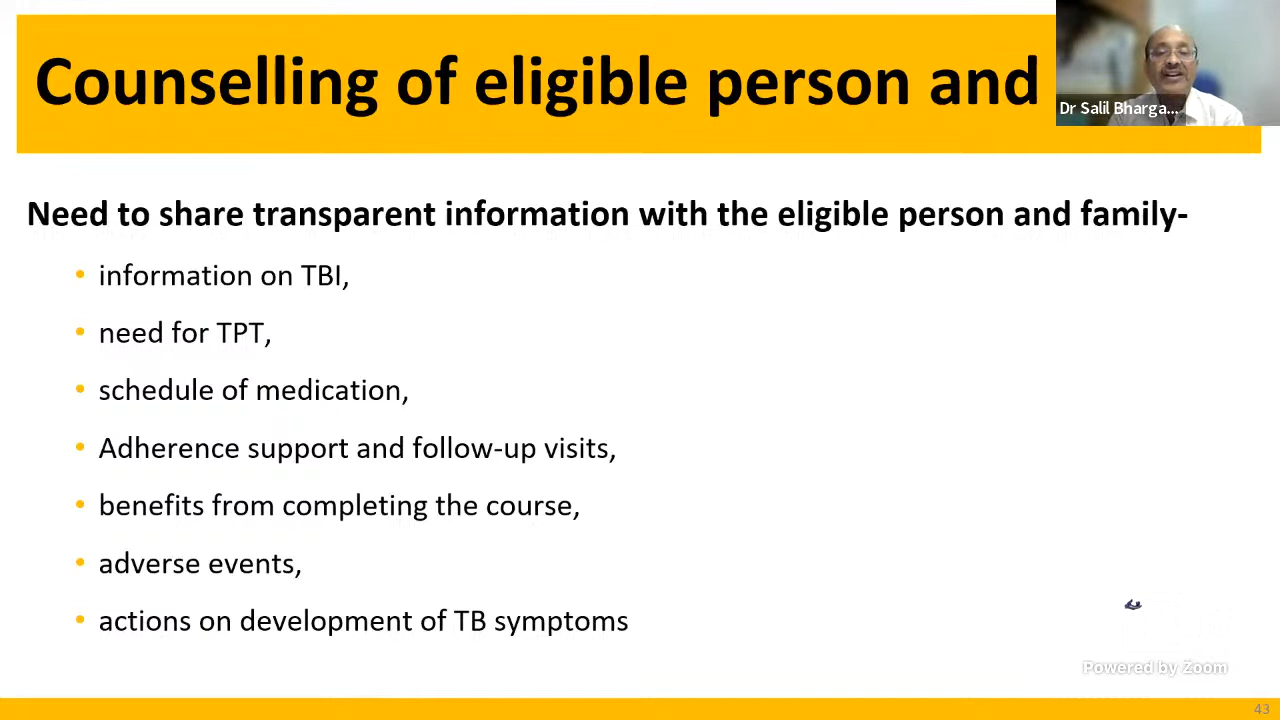 Counselling of eligible person and
Dr Salil Bharga...
Need to share transparent information with the eligible person and family-
• information on TBI,
• need for TPT,
• schedule of medication,
• Adherence support and follow-up visits,
• benefits from completing the course,
• adverse events,
• actions on development of TB symptoms
Powered by Zoom
43